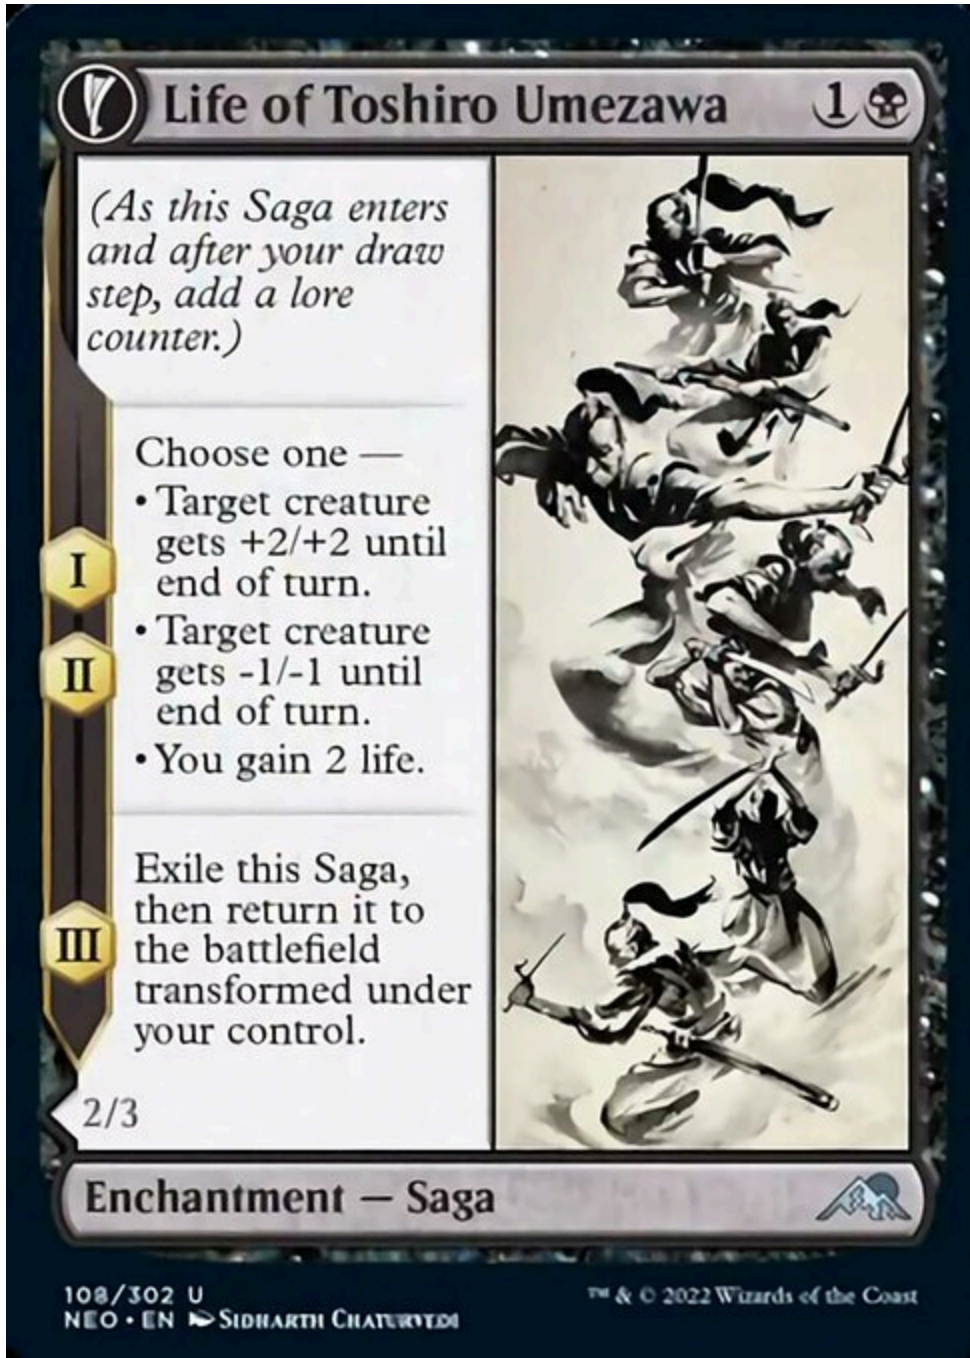 Life of Toshiro Umezawa 1
(As this Saga enters
and after your draw
step, add a lore
counter.)
Choose one —
• Target creature
gets +2/+2 until
end of turn.
• Target creature
gets -1/-1 until
end of turn.
• You gain 2 life.
I
II
Exile this Saga,
then return it to
the battlefield
transformed under
your control.
III
2/3
Enchantment — Saga
108/302 U
NEO • EN SIDHARTH CHATURVEDI
™ & © 2022 Wizards of the Coast